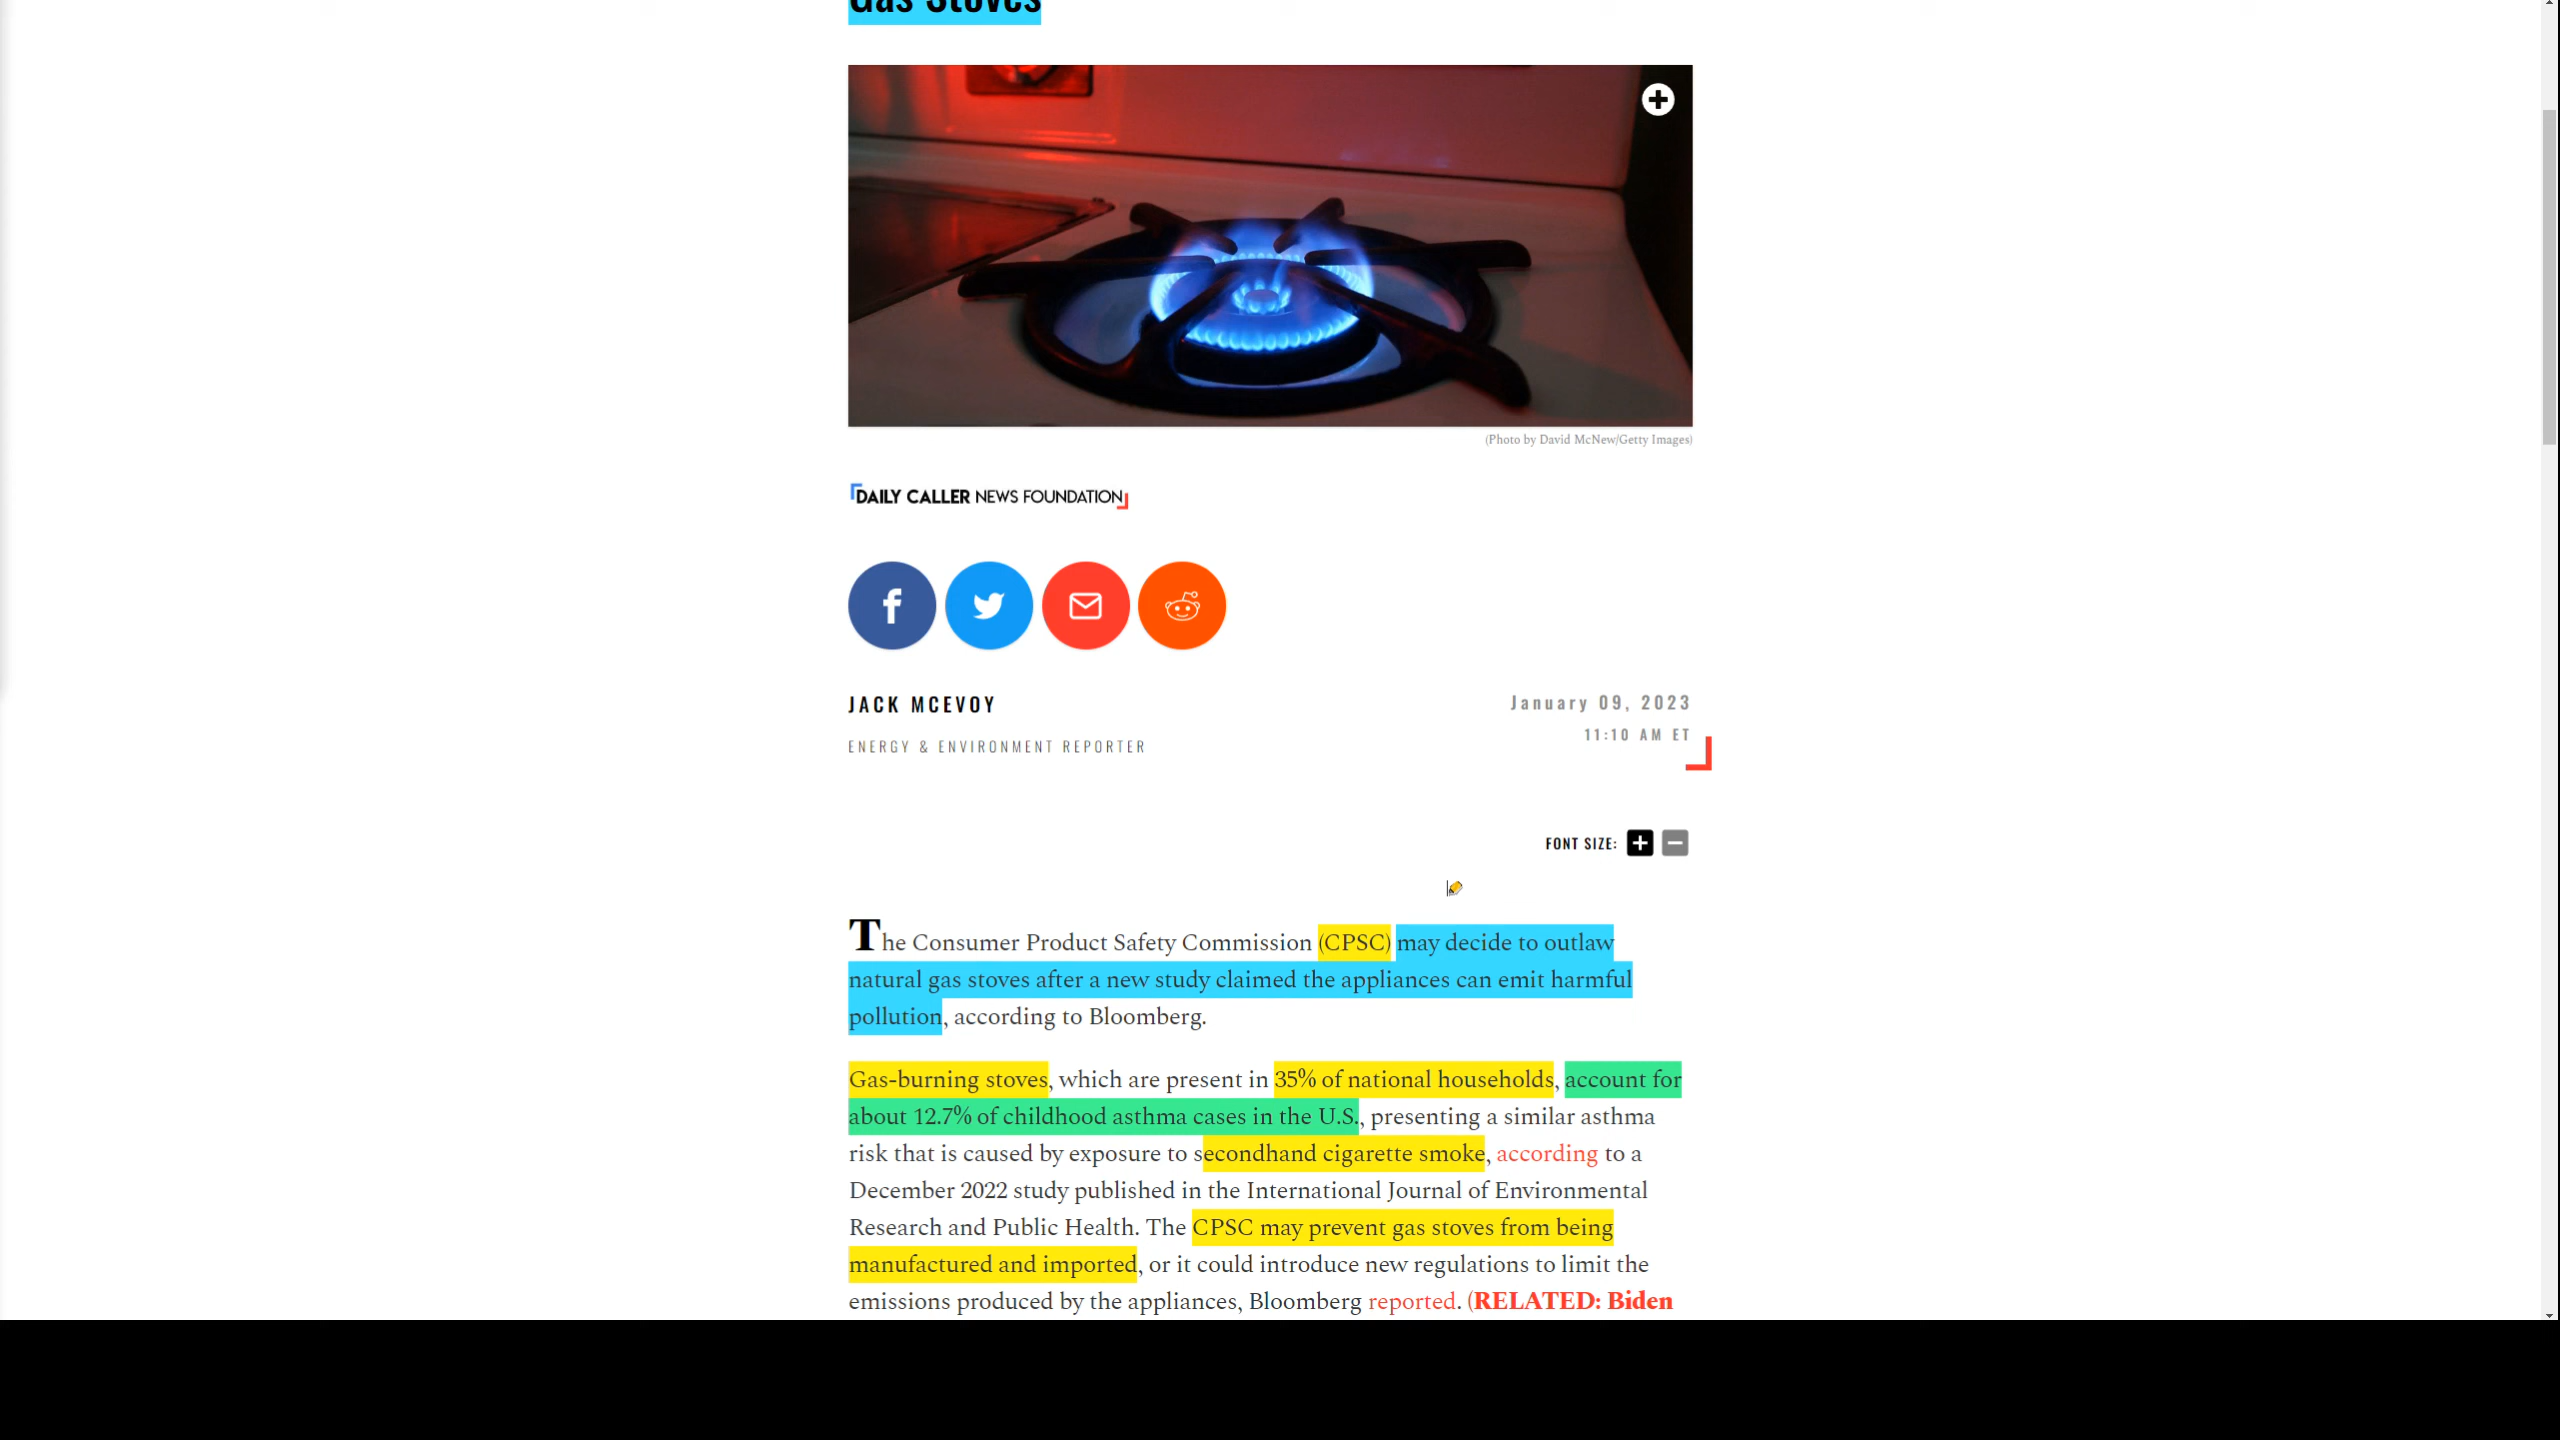 Gas Stoves
(Photo by David McNew/Getty Images)
DAILY CALLER NEWS FOUNDATION
JACK MCEVOY
January 09, 2023
11:10 AM ET
ENERGY & ENVIRONMENT REPORTER
FONT SIZE:
The Consumer Product Safety Commission (CPSC) may decide to outlaw
natural gas stoves after a new study claimed the appliances can emit harmful
pollution, according to Bloomberg.
Gas-burning stoves, which are present in 35% of national households, account for
about 12.7% of childhood asthma cases in the U.S., presenting a similar asthma
risk that is caused by exposure to secondhand cigarette smoke, according to a
December 2022 study published in the International Journal of Environmental
Research and Public Health. The CPSC may prevent gas stoves from being
manufactured and imported, or it could introduce new regulations to limit the
emissions produced by the appliances, Bloomberg reported. (RELATED: Biden